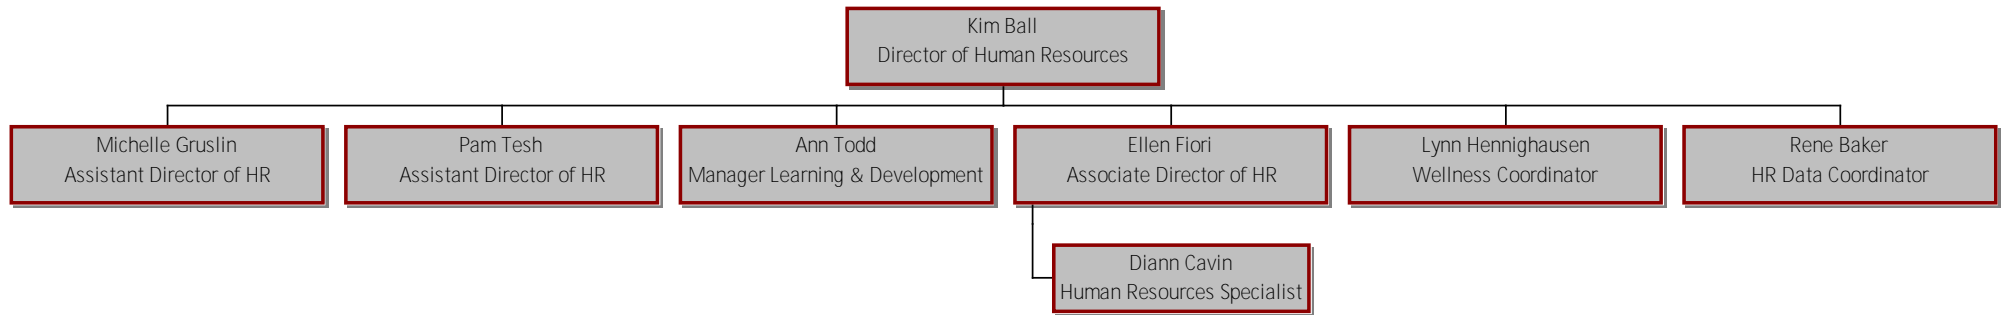 Kim Ball
Director of Human Resources
Michelle Gruslin
Assistant Director of HR
Pam Tesh
Assistant Director of HR
Ann Todd
Manager Learning & Development
Ellen Fiori
Associate Director of HR
Lynn Hennighausen
Wellness Coordinator
Rene Baker
HR Data Coordinator
Diann Cavin
Human Resources Specialist